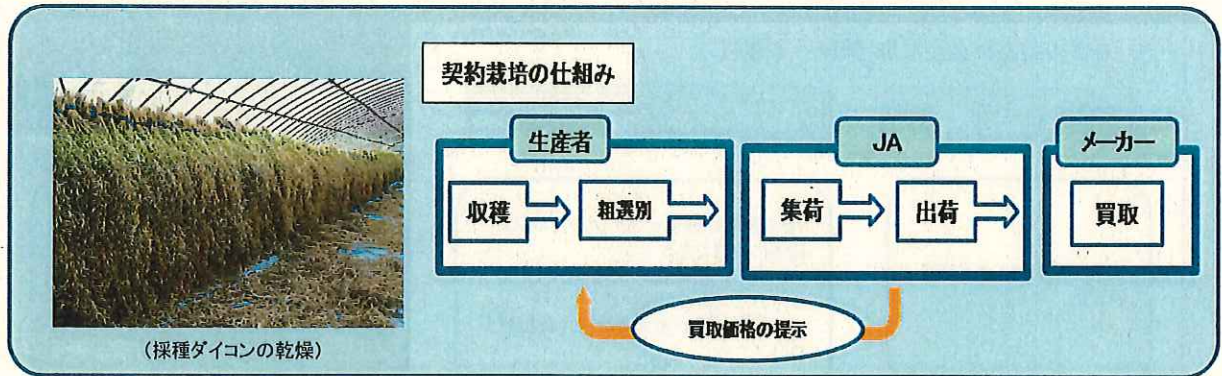 契約栽培の仕組み
生産者
JA
メーカー
収穫
粗選別
集荷
出荷
買取
買取価格の提示
(採種ダイコンの乾燥)